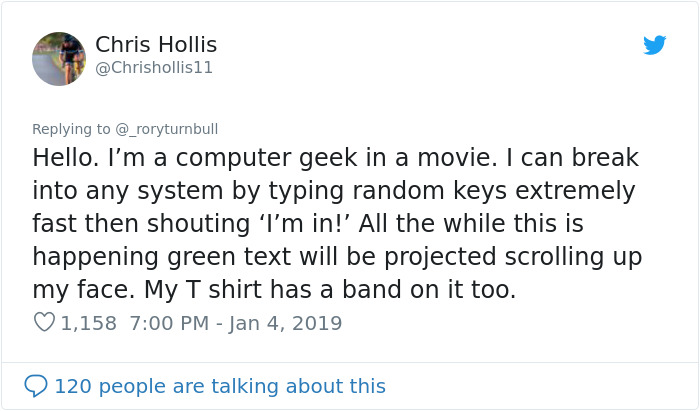 Chris Hollis
@Chrishollis11
Replying to @_roryturnbull
Hello. I’m a computer geek in a movie. I can break
into any system by typing random keys extremely
fast then shouting ‘I’m in!’ All the while this is
happening green text will be projected scrolling up
my face. My T shirt has a band on it too.
1,158 7:00 PM - Jan 4, 2019
120 people are talking about this